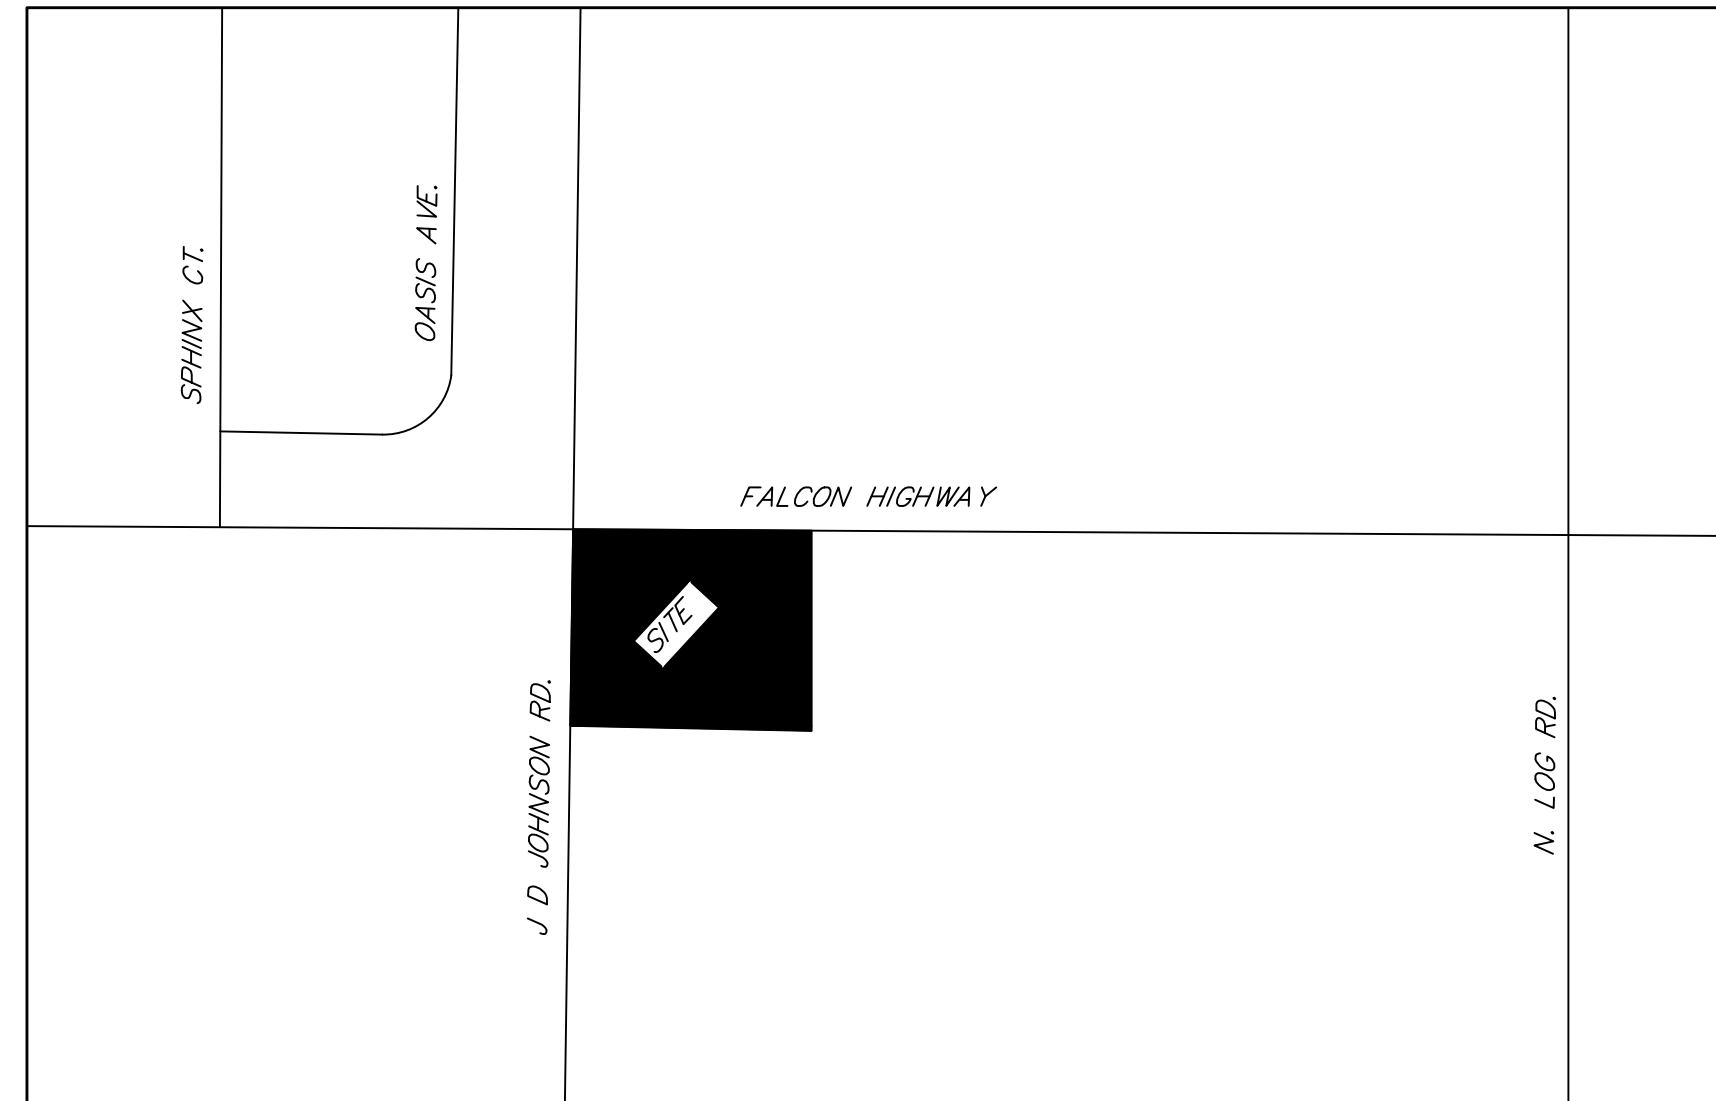 SPHINX CT.
OASIS AVE.
FALCON HIGHWAY
SITE
J D JOHNSON RD.
N. LOG RD.